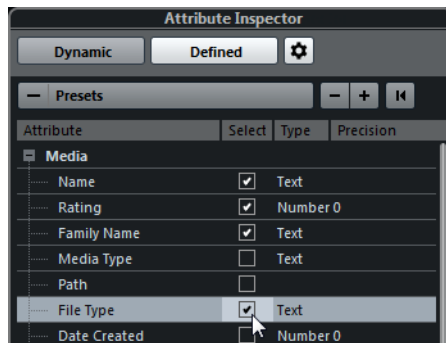 Attribute Inspector
Dynamic Defined
Presets
Attribute Select Type Precision
Media
Name Text
Rating Number 0
Family Name Text
Media Type Text
Path
File Type Text
Date Created Number 0